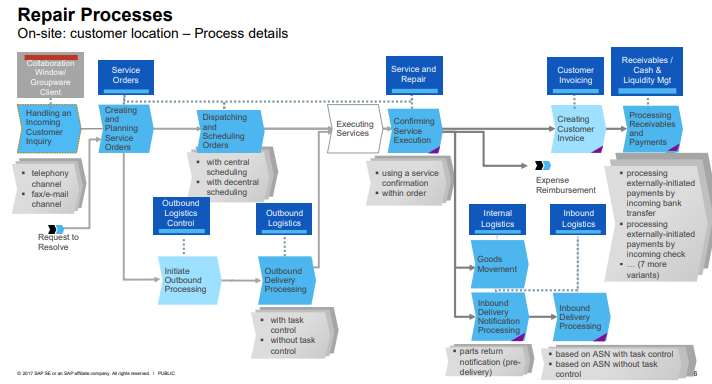 Repair Processes
On-site: customer location – Process details
Collaboration
Window/
Groupware
Client
Service
Orders
Service
and Repair
Customer
Invoicing
Receivables /
Cash &
Liquidity Mgt
Handling an
Incoming
Customer
Inquiry
Creating
and
Planning
Service
Orders
Dispatching
and
Scheduling
Orders
Executing
Services
Confirming
Service
Execution
Creating
Customer
Invoice
Processing
Receivables
and
Payments
▪ telephony
channel
▪ fax/e-mail
channel
▪ with central
scheduling
▪ with decentral
scheduling
▪ using a service
confirmation
▪ within order
Expense
Reimbursement
▪ processing
externally-initiated
payments by
incoming bank
transfer
▪ processing
externally-initiated
payments by
incoming check
▪ … (7 more
variants)
Request to
Resolve
Outbound
Logistics
Control
Outbound
Logistics
Internal
Logistics
Inbound
Logistics
Initiate
Outbound
Processing
Outbound
Delivery
Processing
Goods
Movement
Inbound
Delivery
Notification
Processing
Inbound
Delivery
Processing
▪ with task
control
▪ without task
control
▪ parts return
notification (pre-
delivery)
▪ based on ASN with task control
▪ based on ASN without task
control
© 2017 SAP SE or an SAP affiliate company. All rights reserved. ǀ PUBLIC
6